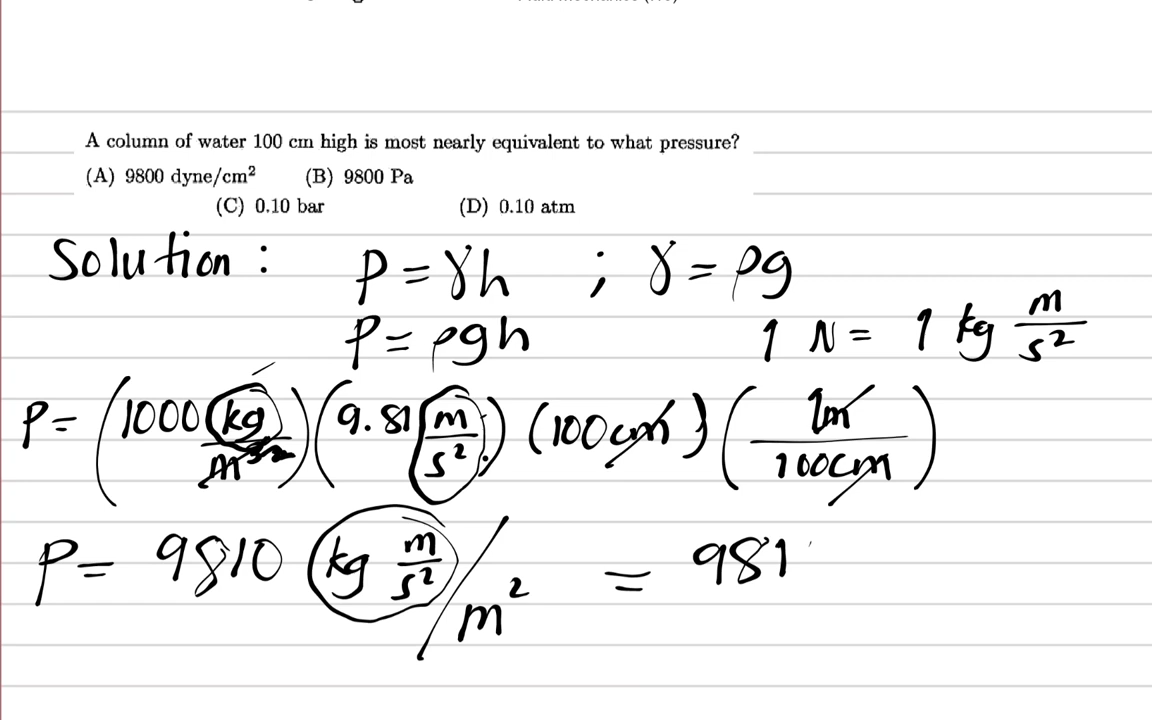 A column of water 100 cm high is most nearly equivalent to what pressure?
(A) 9800 dyne/cm² (B) 9800 Pa
(C) 0.10 bar (D) 0.10 atm
Solution : P = γh ; γ = ρg
P = ρgh 1 N = 1 kg m/s²
P = (1000 kg/m³²) (9.81 m/s²) (100cm) (1m/100cm)
P = 9810 (kg m/s²)/m² = 981